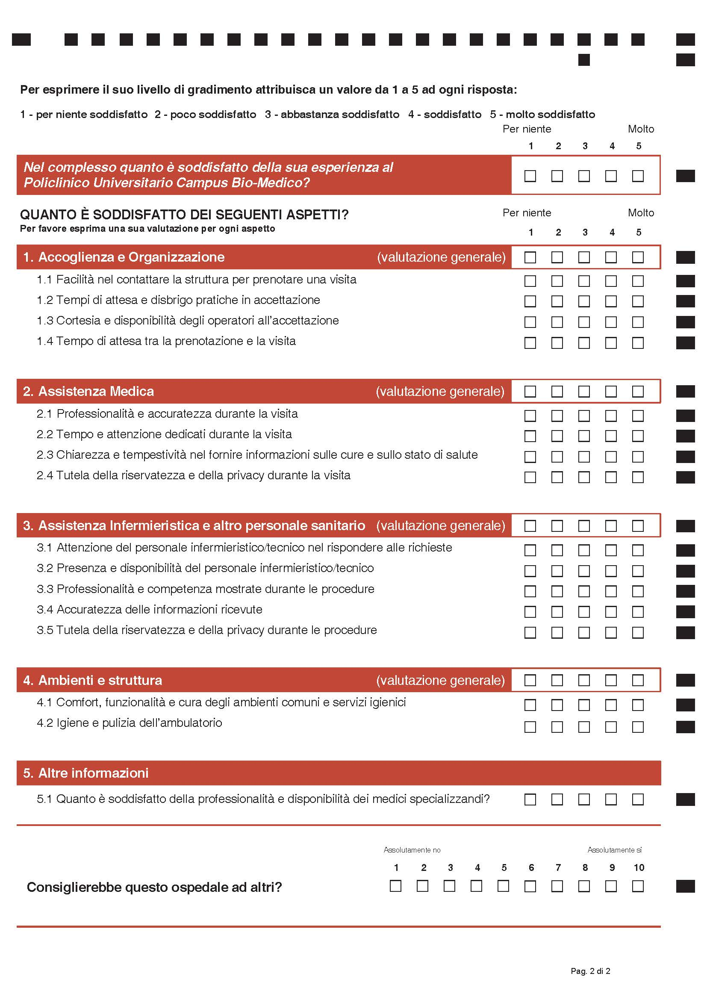 Per esprimere il suo livello di gradimento attribuisca un valore da 1 a 5 ad ogni risposta:
1 - per niente soddisfatto 2 - poco soddisfatto 3 - abbastanza soddisfatto 4 - soddisfatto 5 - molto soddisfatto
Per niente Molto
1 2 3 4 5
Nel complesso quanto è soddisfatto della sua esperienza al
Policlinico Universitario Campus Bio-Medico?
QUANTO È SODDISFATTO DEI SEGUENTI ASPETTI? Per niente Molto
Per favore esprima una sua valutazione per ogni aspetto 1 2 3 4 5
1. Accoglienza e Organizzazione (valutazione generale)
1.1 Facilità nel contattare la struttura per prenotare una visita
1.2 Tempi di attesa e disbrigo pratiche in accettazione
1.3 Cortesia e disponibilità degli operatori all'accettazione
1.4 Tempo di attesa tra la prenotazione e la visita
2. Assistenza Medica (valutazione generale)
2.1 Professionalità e accuratezza durante la visita
2.2 Tempo e attenzione dedicati durante la visita
2.3 Chiarezza e tempestività nel fornire informazioni sulle cure e sullo stato di salute
2.4 Tutela della riservatezza e della privacy durante la visita
3. Assistenza Infermieristica e altro personale sanitario (valutazione generale)
3.1 Attenzione del personale infermieristico/tecnico nel rispondere alle richieste
3.2 Presenza e disponibilità del personale infermieristico/tecnico
3.3 Professionalità e competenza mostrate durante le procedure
3.4 Accuratezza delle informazioni ricevute
3.5 Tutela della riservatezza e della privacy durante le procedure
4. Ambienti e struttura (valutazione generale)
4.1 Comfort, funzionalità e cura degli ambienti comuni e servizi igienici
4.2 Igiene e pulizia dell'ambulatorio
5. Altre informazioni
5.1 Quanto è soddisfatto della professionalità e disponibilità dei medici specializzandi?
Assolutamente no Assolutamente si
1 2 3 4 5 6 7 8 9 10
Consiglierebbe questo ospedale ad altri?
Pag. 2 di 2